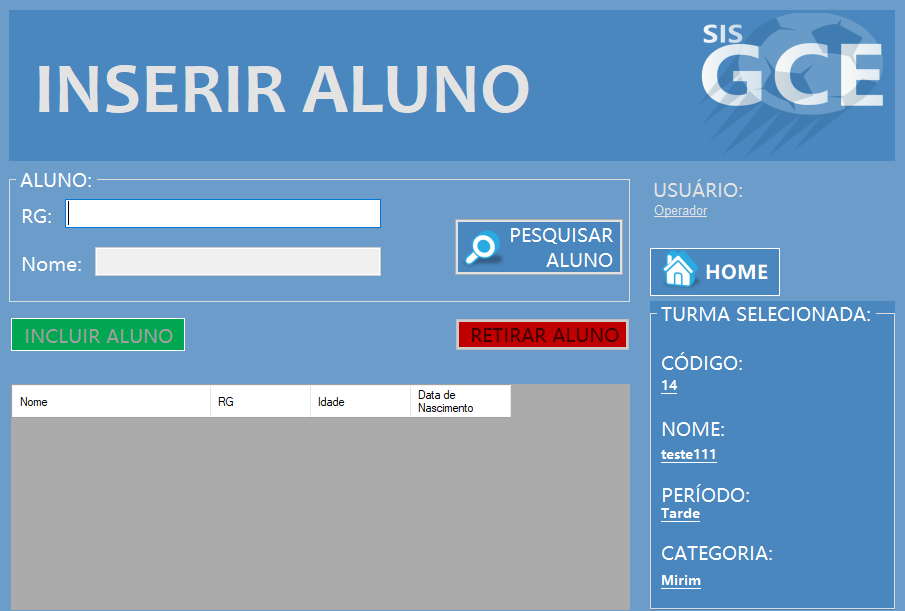 INSERIR ALUNO
SIS
GCE
ALUNO:
RG:
Nome:
PESQUISAR
ALUNO
USUÁRIO:
Operador
HOME
INCLUIR ALUNO
RETIRAR ALUNO
TURMA SELECIONADA:
CÓDIGO:
14
NOME:
teste111
PERÍODO:
Tarde
CATEGORIA:
Mirim
Nome
RG
Idade
Data de
Nascimento